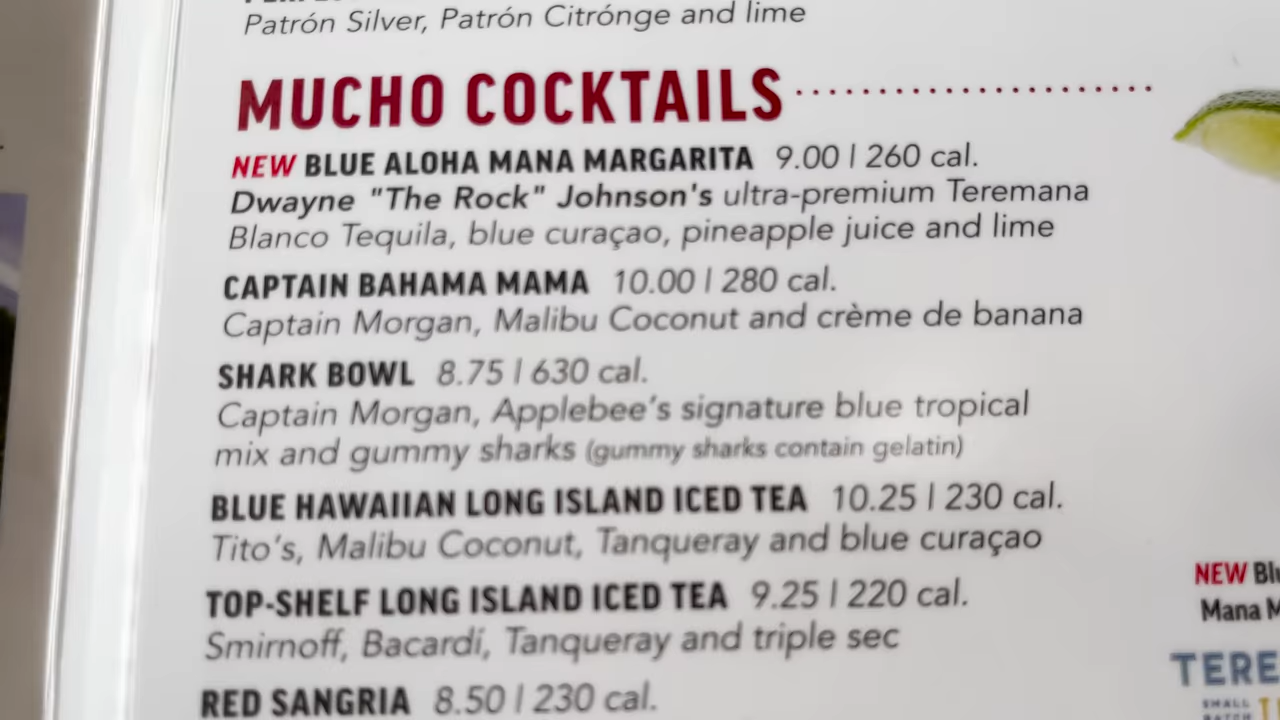 Patrón Silver, Patrón Citrónge and lime
MUCHO COCKTAILS
NEW BLUE ALOHA MANA MARGARITA 9.00 | 260 cal.
Dwayne "The Rock" Johnson's ultra-premium Teremana
Blanco Tequila, blue curaçao, pineapple juice and lime
CAPTAIN BAHAMA MAMA 10.00 | 280 cal.
Captain Morgan, Malibu Coconut and crème de banana
SHARK BOWL 8.75 | 630 cal.
Captain Morgan, Applebee's signature blue tropical
mix and gummy sharks (gummy sharks contain gelatin)
BLUE HAWAIIAN LONG ISLAND ICED TEA 10.25 | 230 cal.
Tito's, Malibu Coconut, Tanqueray and blue curaçao
TOP-SHELF LONG ISLAND ICED TEA 9.25 | 220 cal.
Smirnoff, Bacardí, Tanqueray and triple sec
RED SANGRIA 8.50 | 230 cal.
NEW Blu
Mana M
TERE
SMALL